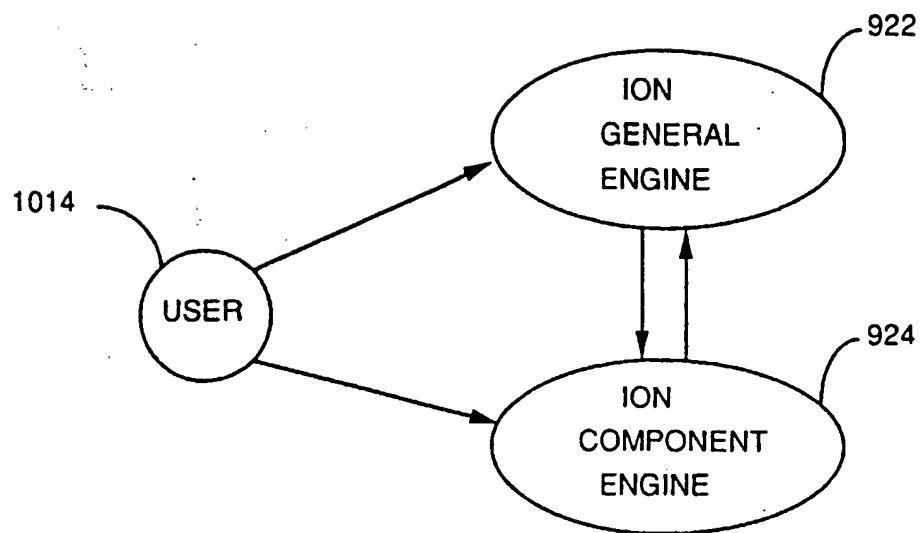 922
ION
GENERAL
ENGINE
1014
USER
924
ION
COMPONENT
ENGINE